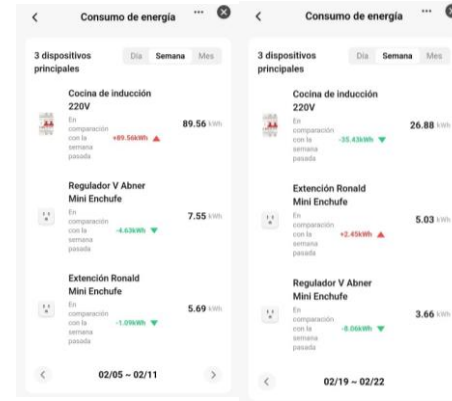 Consumo de energía
3 dispositivos
principales
Día Semana Mes
Cocina de inducción
220V
En
comparación
con la
semana
pasada
+89.56kWh
89.56 kWh
Regulador V Abner
Mini Enchufe
En
comparación
con la
semana
pasada
-4.63kWh
7.55 kWh
Extención Ronald
Mini Enchufe
En
comparación
con la
semana
pasada
-1.09kWh
5.69 kWh
02/05 ~ 02/11
Consumo de energía
3 dispositivos
principales
Día Semana Mes
Cocina de inducción
220V
En
comparación
con la
semana
pasada
-35.43kWh
26.88 kWh
Extención Ronald
Mini Enchufe
En
comparación
con la
semana
pasada
+2.45kWh
5.03 kWh
Regulador V Abner
Mini Enchufe
En
comparación
con la
semana
pasada
-8.06kWh
3.66 kWh
02/19 ~ 02/22